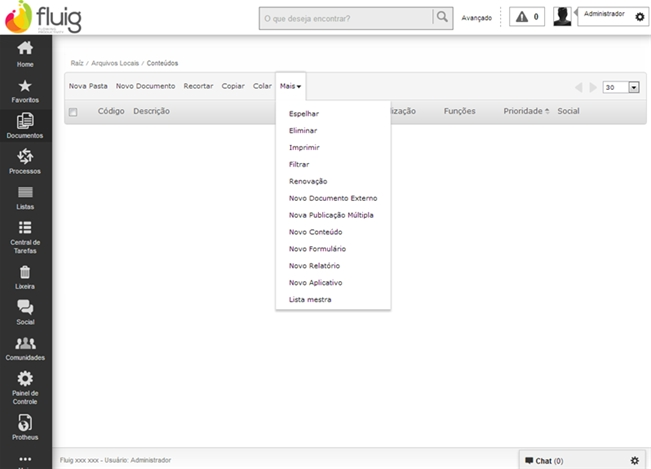 fluig
O que deseja encontrar?
Avançado
0
Administrador
Home
Favoritos
Documentos
Processos
Listas
Central de
Tarefas
Lixeira
Social
Comunidades
Painel de
Controle
Protheus
Raíz / Arquivos Locais / Conteúdos
Nova Pasta Novo Documento Recortar Copiar Colar Mais
30
Código Descrição Funções Prioridade Social
Espelhar
Eliminar
Imprimir
Filtrar
Renovação
Novo Documento Externo
Nova Publicação Múltipla
Novo Conteúdo
Novo Formulário
Novo Relatório
Novo Aplicativo
Lista mestra
Fluig xxx xxx - Usuário: Administrador
Chat (0)